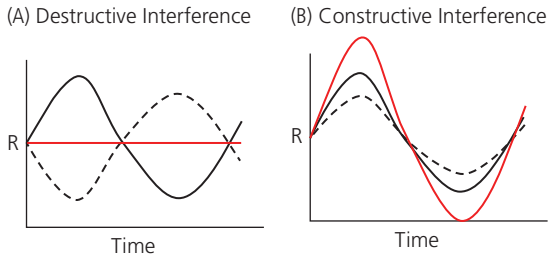 (A) Destructive Interference
(B) Constructive Interference
R
Time
R
Time